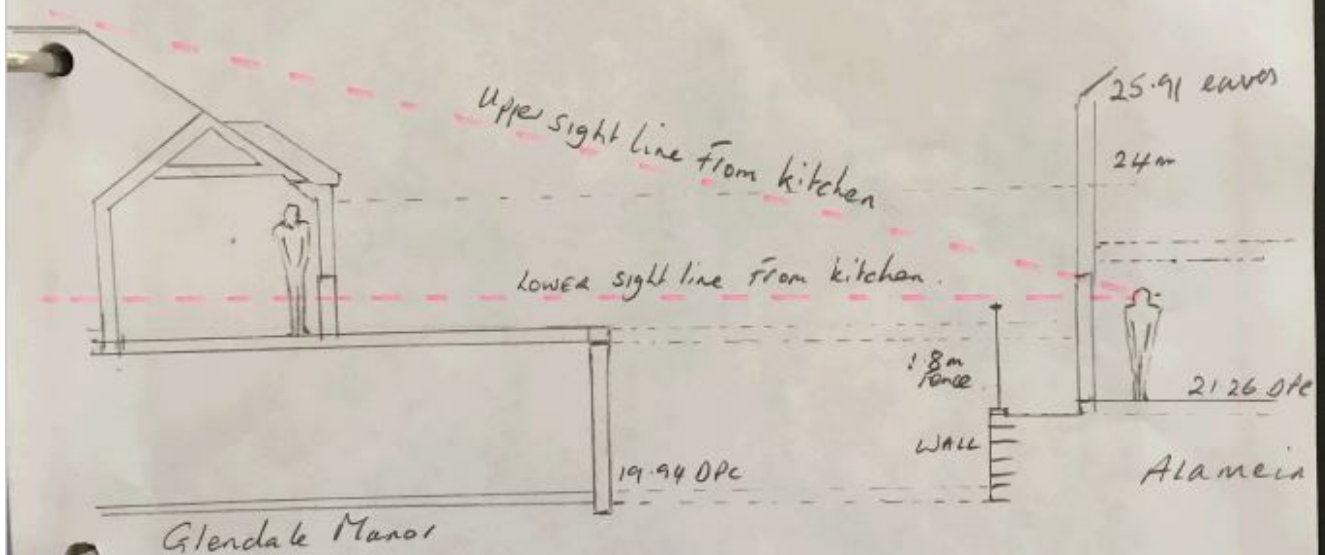 25.91 eaves
Upper sight line From kitchen
24m
LOWER sight line From kitchen.
1.8m
fence
21.26 DPC
WALL
19.94 DPC
Alamein
Glendale Manor